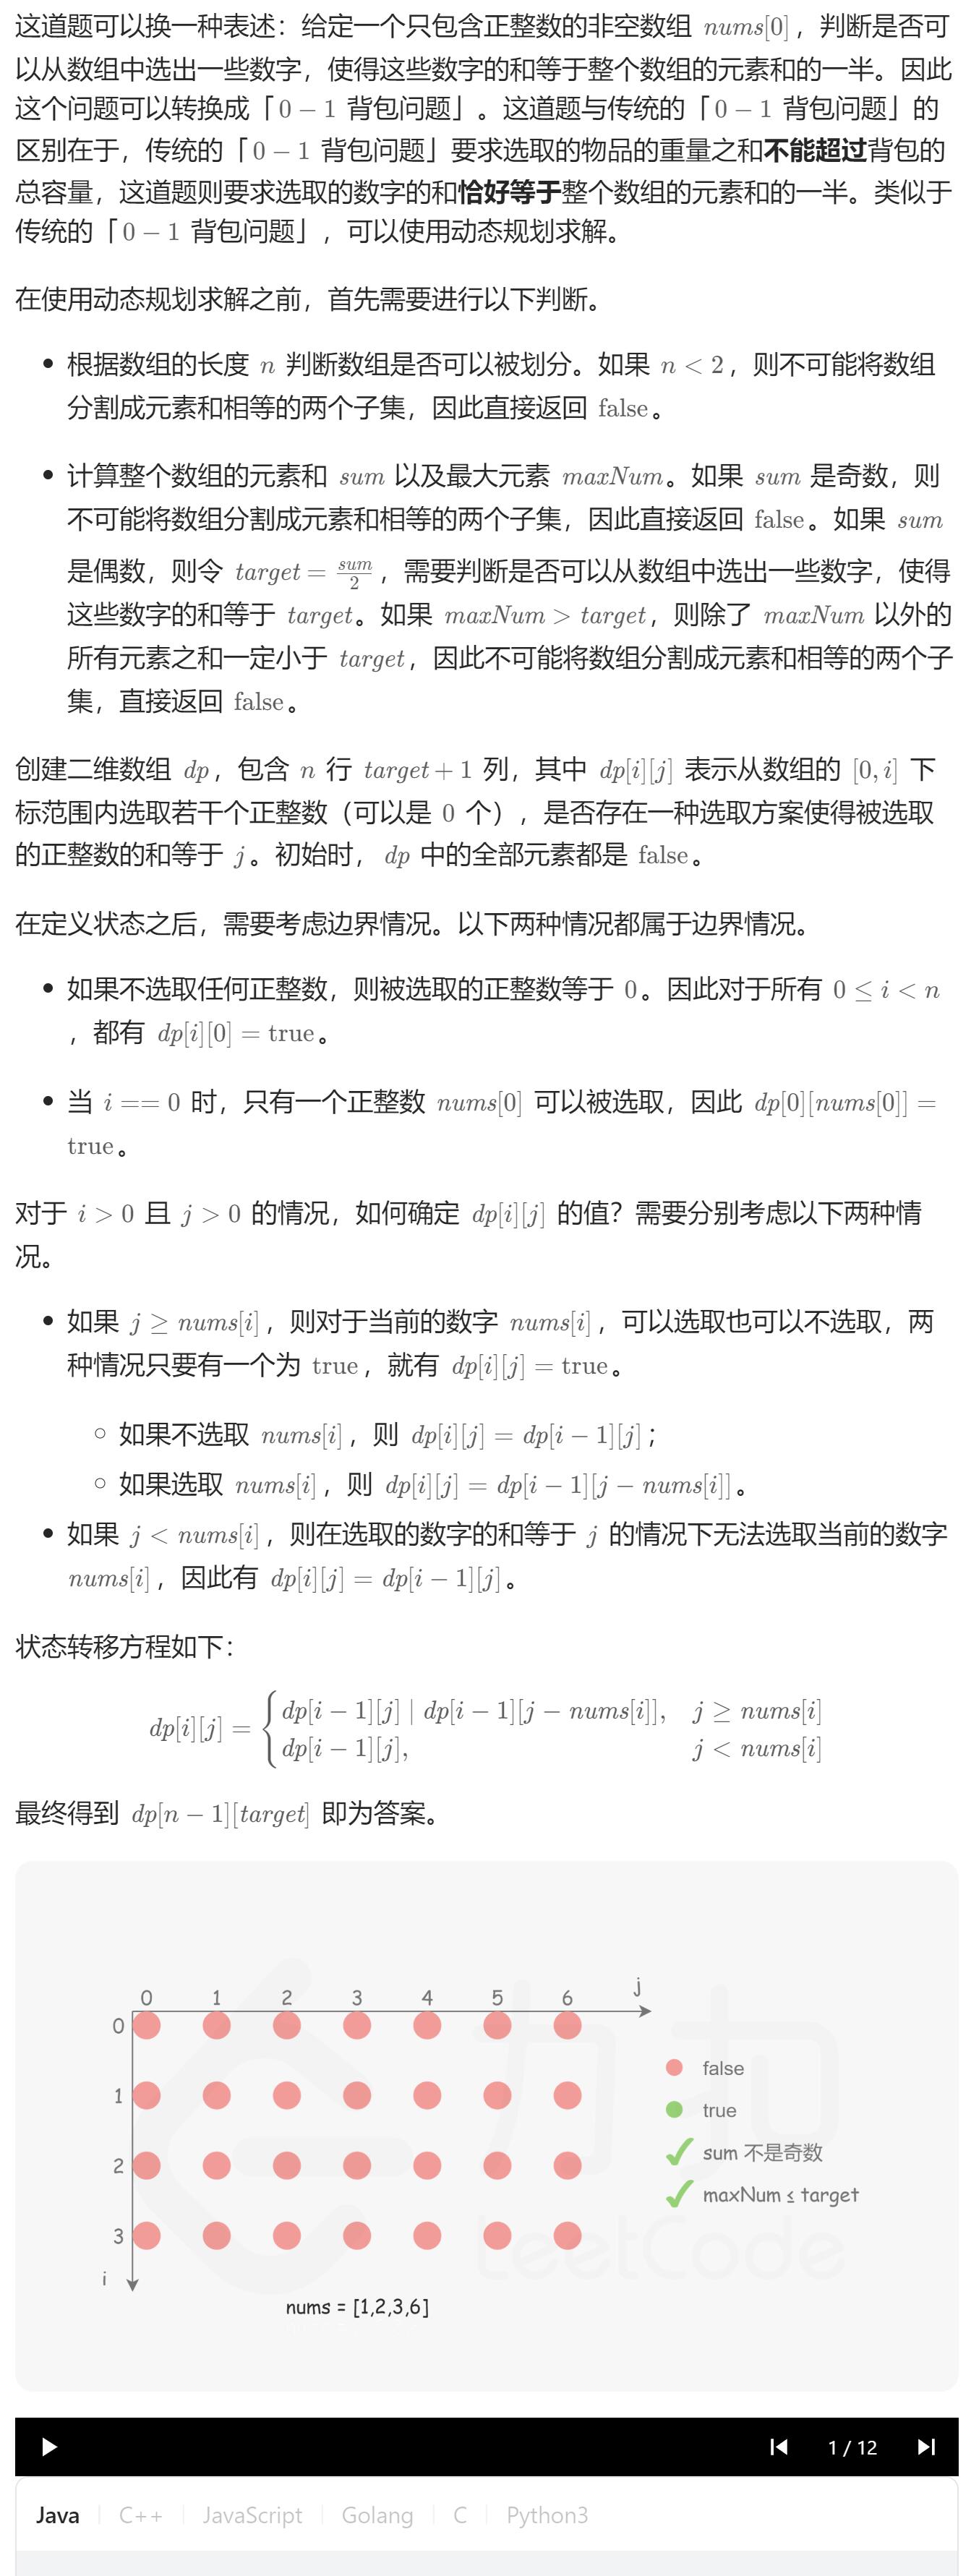 这道题可以换一种表述：给定一个只包含正整数的非空数组 nums[0]，判断是否可
以从数组中选出一些数字，使得这些数字的和等于整个数组的元素和的一半。因此
这个问题可以转换成「0 − 1 背包问题」。这道题与传统的「0 − 1 背包问题」的
区别在于，传统的「0 − 1 背包问题」要求选取的物品的重量之和不能超过背包的
总容量，这道题则要求选取的数字的和恰好等于整个数组的元素和的一半。类似于
传统的「0 − 1 背包问题」，可以使用动态规划求解。
在使用动态规划求解之前，首先需要进行以下判断。
• 根据数组的长度 n 判断数组是否可以被划分。如果 n < 2，则不可能将数组
分割成元素和相等的两个子集，因此直接返回 false。
• 计算整个数组的元素和 sum 以及最大元素 maxNum。如果 sum 是奇数，则
不可能将数组分割成元素和相等的两个子集，因此直接返回 false。如果 sum
是偶数，则令 target = sum/2，需要判断是否可以从数组中选出一些数字，使得
这些数字的和等于 target。如果 maxNum > target，则除了 maxNum 以外的
所有元素之和一定小于 target，因此不可能将数组分割成元素和相等的两个子
集，直接返回 false。
创建二维数组 dp，包含 n 行 target + 1 列，其中 dp[i][j] 表示从数组的 [0, i] 下
标范围内选取若干个正整数（可以是 0 个），是否存在一种选取方案使得被选取
的正整数的和等于 j。初始时，dp 中的全部元素都是 false。
在定义状态之后，需要考虑边界情况。以下两种情况都属于边界情况。
• 如果不选取任何正整数，则被选取的正整数等于 0。因此对于所有 0 ≤ i < n
，都有 dp[i][0] = true。
• 当 i == 0 时，只有一个正整数 nums[0] 可以被选取，因此 dp[0][nums[0]] =
true。
对于 i > 0 且 j > 0 的情况，如何确定 dp[i][j] 的值？需要分别考虑以下两种情
况。
• 如果 j ≥ nums[i]，则对于当前的数字 nums[i]，可以选取也可以不选取，两
种情况只要有一个为 true，就有 dp[i][j] = true。
○ 如果不选取 nums[i]，则 dp[i][j] = dp[i − 1][j]；
○ 如果选取 nums[i]，则 dp[i][j] = dp[i − 1][j − nums[i]]。
• 如果 j < nums[i]，则在选取的数字的和等于 j 的情况下无法选取当前的数字
nums[i]，因此有 dp[i][j] = dp[i − 1][j]。
状态转移方程如下：
dp[i][j] = { dp[i − 1][j] | dp[i − 1][j − nums[i]], j ≥ nums[i]
dp[i − 1][j], j < nums[i]
最终得到 dp[n − 1][target] 即为答案。
j
0 1 2 3 4 5 6
0
1
2
3
i
false
true
sum 不是奇数
maxNum ≤ target
力扣
LeetCode
nums = [1,2,3,6]
1 / 12
Java C++ JavaScript Golang C Python3